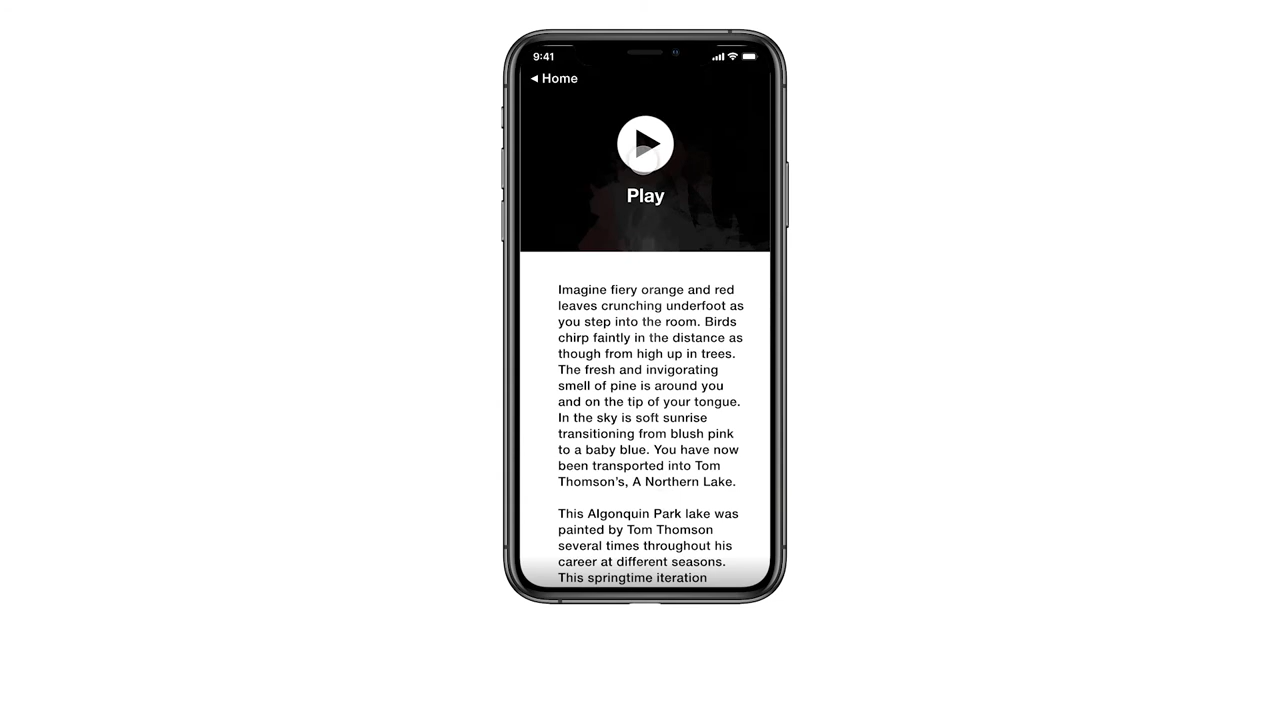 9:41
◀ Home
Play
Imagine fiery orange and red
leaves crunching underfoot as
you step into the room. Birds
chirp faintly in the distance as
though from high up in trees.
The fresh and invigorating
smell of pine is around you
and on the tip of your tongue.
In the sky is soft sunrise
transitioning from blush pink
to a baby blue. You have now
been transported into Tom
Thomson's, A Northern Lake.
This Algonquin Park lake was
painted by Tom Thomson
several times throughout his
career at different seasons.
This springtime iteration